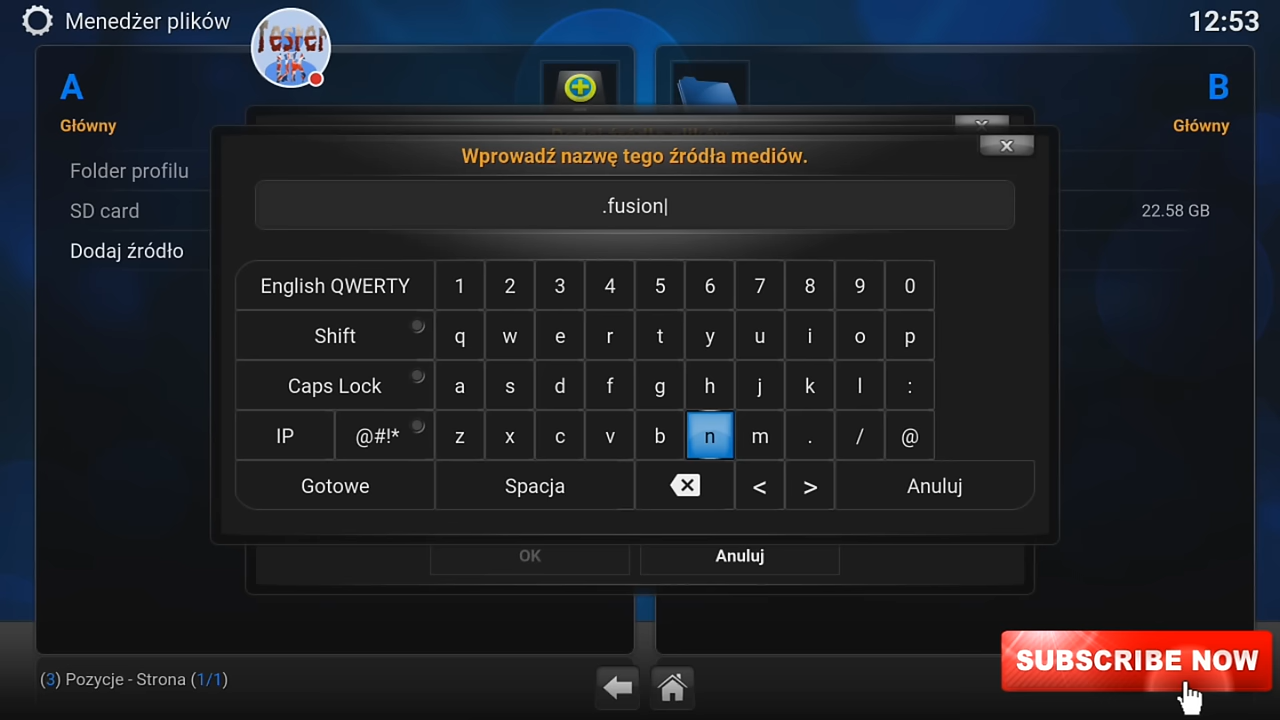 Menedżer plików
12:53
A
B
Główny
Główny
Folder profilu
SD card
22.58 GB
Dodaj źródło
Wprowadź nazwę tego źródła mediów.
.fusion
English QWERTY 1 2 3 4 5 6 7 8 9 0
Shift q w e r t y u i o p
Caps Lock a s d f g h j k l :
IP @#!* z x c v b n m . / @
Gotowe Spacja < > Anuluj
OK Anuluj
SUBSCRIBE NOW
(3) Pozycje - Strona (1/1)